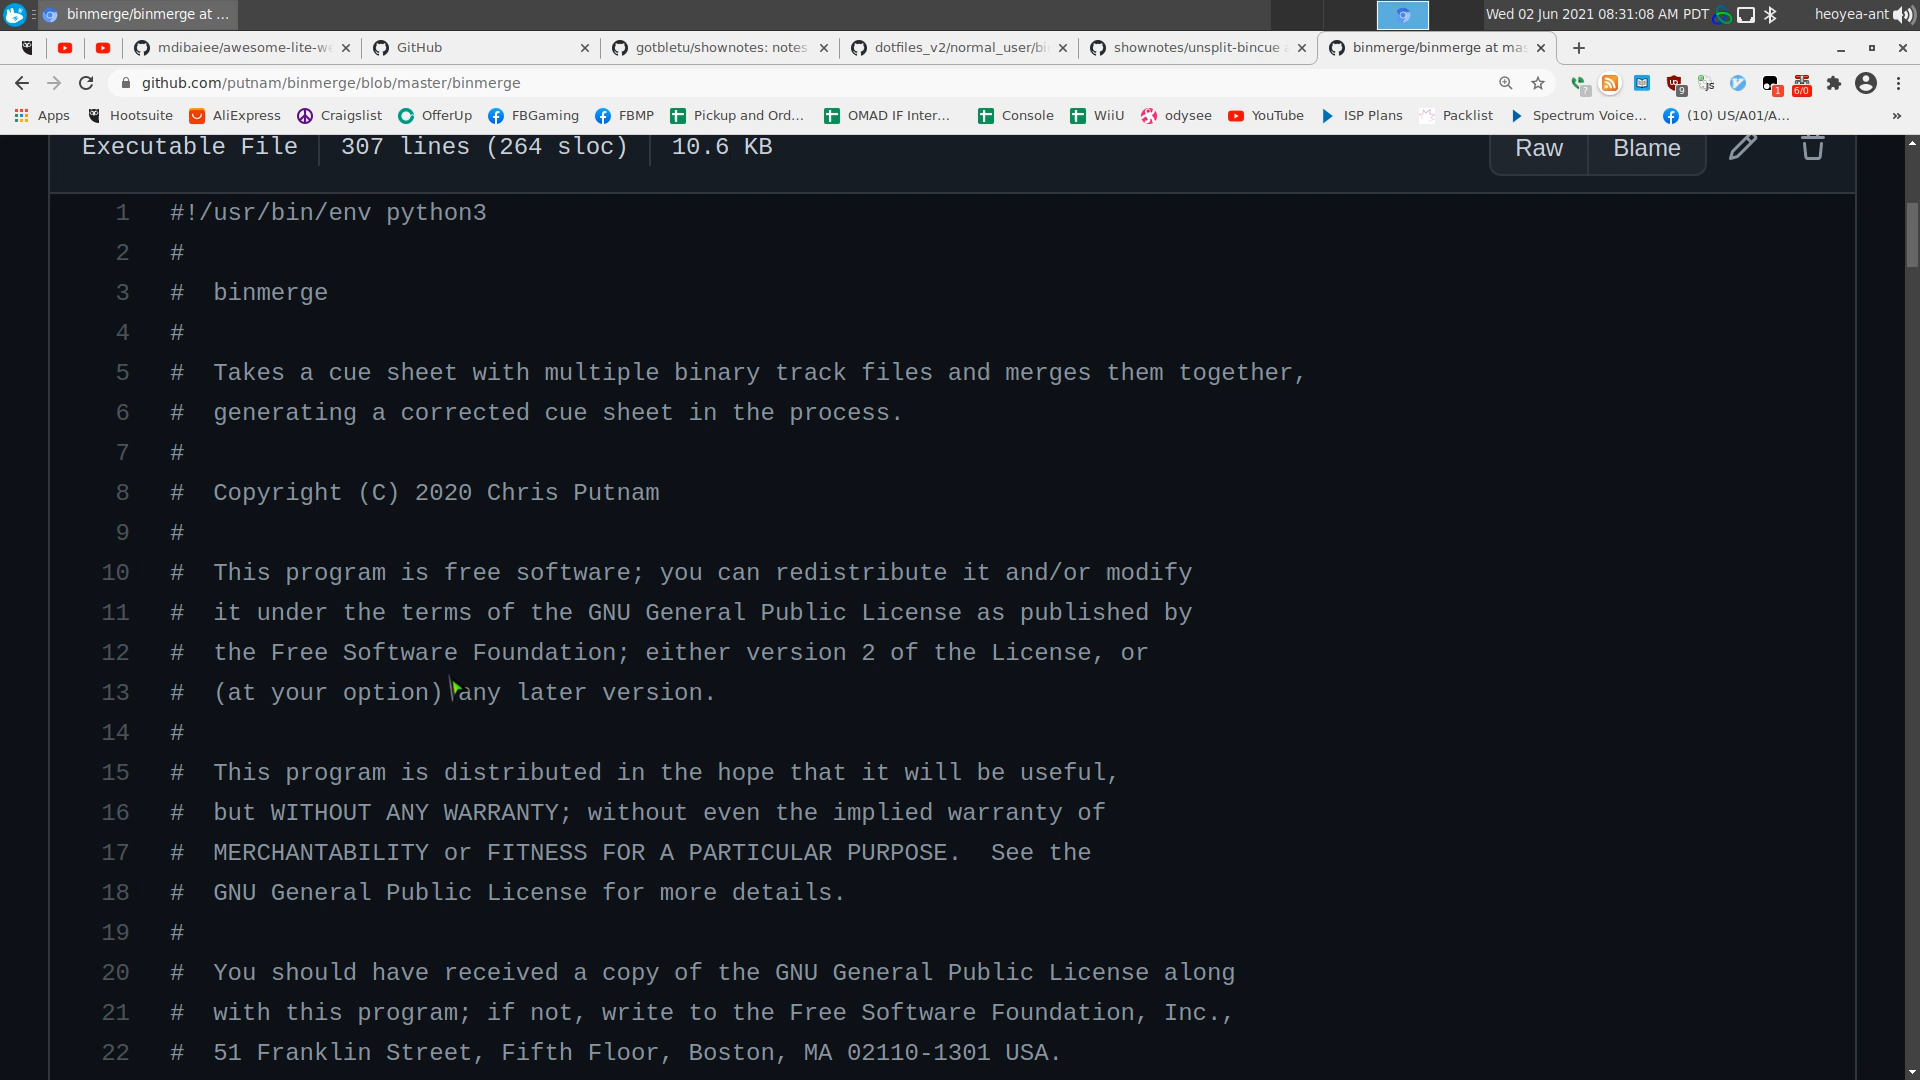 binmerge/binmerge at ...
Wed 02 Jun 2021 08:31:08 AM PDT
heoyea-ant
mdibaiee/awesome-lite-we
GitHub
gotbletu/shownotes: notes
dotfiles_v2/normal_user/bi
shownotes/unsplit-bincue a
binmerge/binmerge at mas
github.com/putnam/binmerge/blob/master/binmerge
Apps
Hootsuite
AliExpress
Craigslist
OfferUp
FBGaming
FBMP
Pickup and Ord...
OMAD IF Inter...
Console
WiiU
odysee
YouTube
ISP Plans
Packlist
Spectrum Voice...
(10) US/A01/A...
»
Executable File
307 lines (264 sloc)
10.6 KB
Raw
Blame
1 #!/usr/bin/env python3
2 #
3 #  binmerge
4 #
5 #  Takes a cue sheet with multiple binary track files and merges them together,
6 #  generating a corrected cue sheet in the process.
7 #
8 #  Copyright (C) 2020 Chris Putnam
9 #
10 #  This program is free software; you can redistribute it and/or modify
11 #  it under the terms of the GNU General Public License as published by
12 #  the Free Software Foundation; either version 2 of the License, or
13 #  (at your option) any later version.
14 #
15 #  This program is distributed in the hope that it will be useful,
16 #  but WITHOUT ANY WARRANTY; without even the implied warranty of
17 #  MERCHANTABILITY or FITNESS FOR A PARTICULAR PURPOSE.  See the
18 #  GNU General Public License for more details.
19 #
20 #  You should have received a copy of the GNU General Public License along
21 #  with this program; if not, write to the Free Software Foundation, Inc.,
22 #  51 Franklin Street, Fifth Floor, Boston, MA 02110-1301 USA.